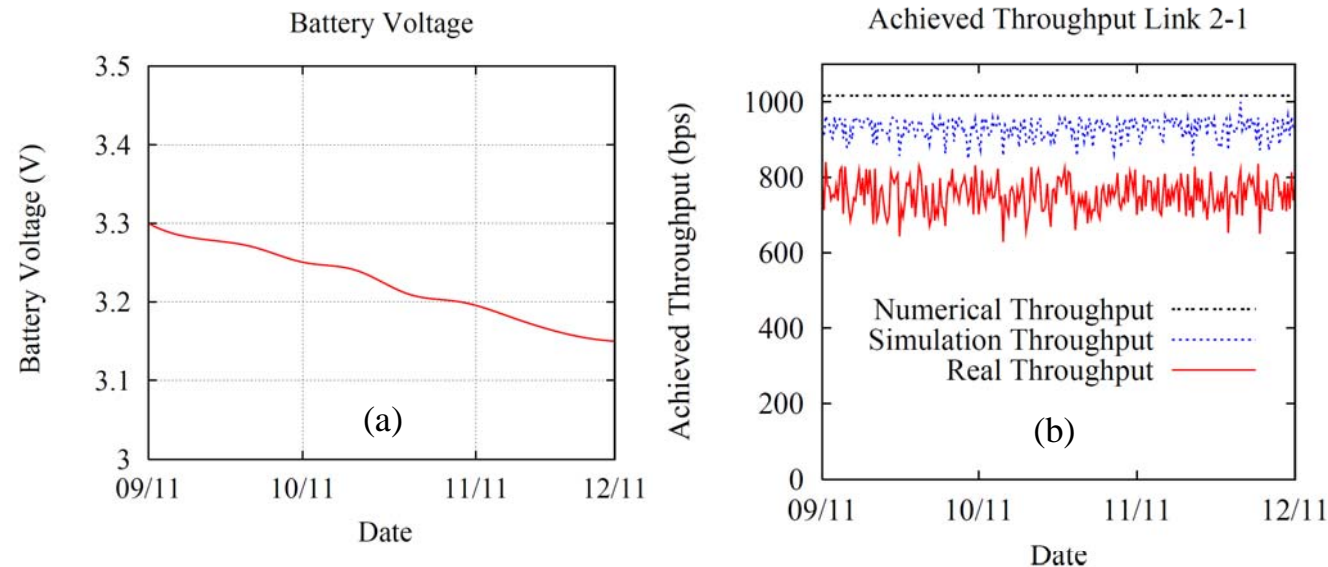 Battery Voltage
Battery Voltage (V)
3.5
3.4
3.3
3.2
3.1
3
(a)
09/11
10/11
11/11
12/11
Date
Achieved Throughput Link 2-1
Achieved Throughput (bps)
1000
800
600
400
200
0
Numerical Throughput
Simulation Throughput
Real Throughput
(b)
09/11
10/11
11/11
12/11
Date